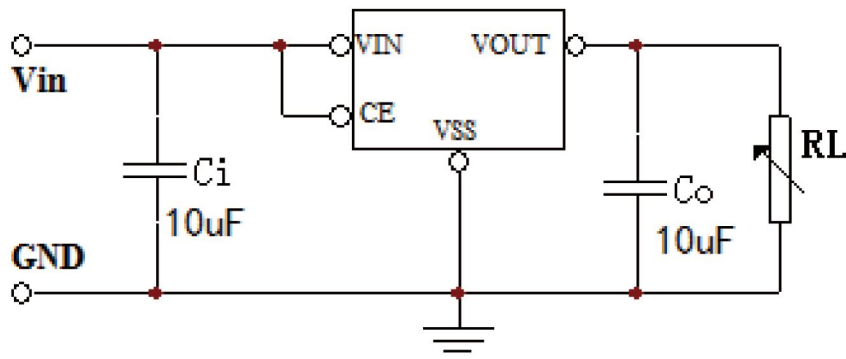 Vin
VIN
VOUT
CE
VSS
Ci
10uF
Co
10uF
RL
GND